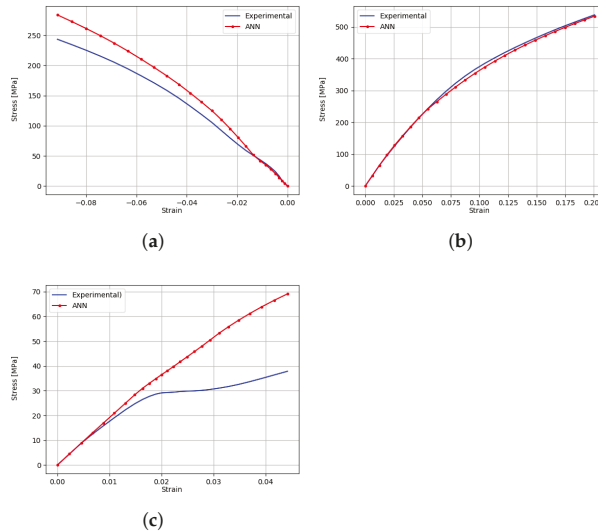 Experimental
ANN
Stress [MPa]
250
200
150
100
50
0
−0.08
−0.06
−0.04
−0.02
0.00
Strain
(a)
Experimental
ANN
Stress [MPa]
500
400
300
200
100
0
0.000
0.025
0.050
0.075
0.100
0.125
0.150
0.175
0.20
Strain
(b)
Experimental)
ANN
Stress [MPa]
70
60
50
40
30
20
10
0
0.00
0.01
0.02
0.03
0.04
Strain
(c)